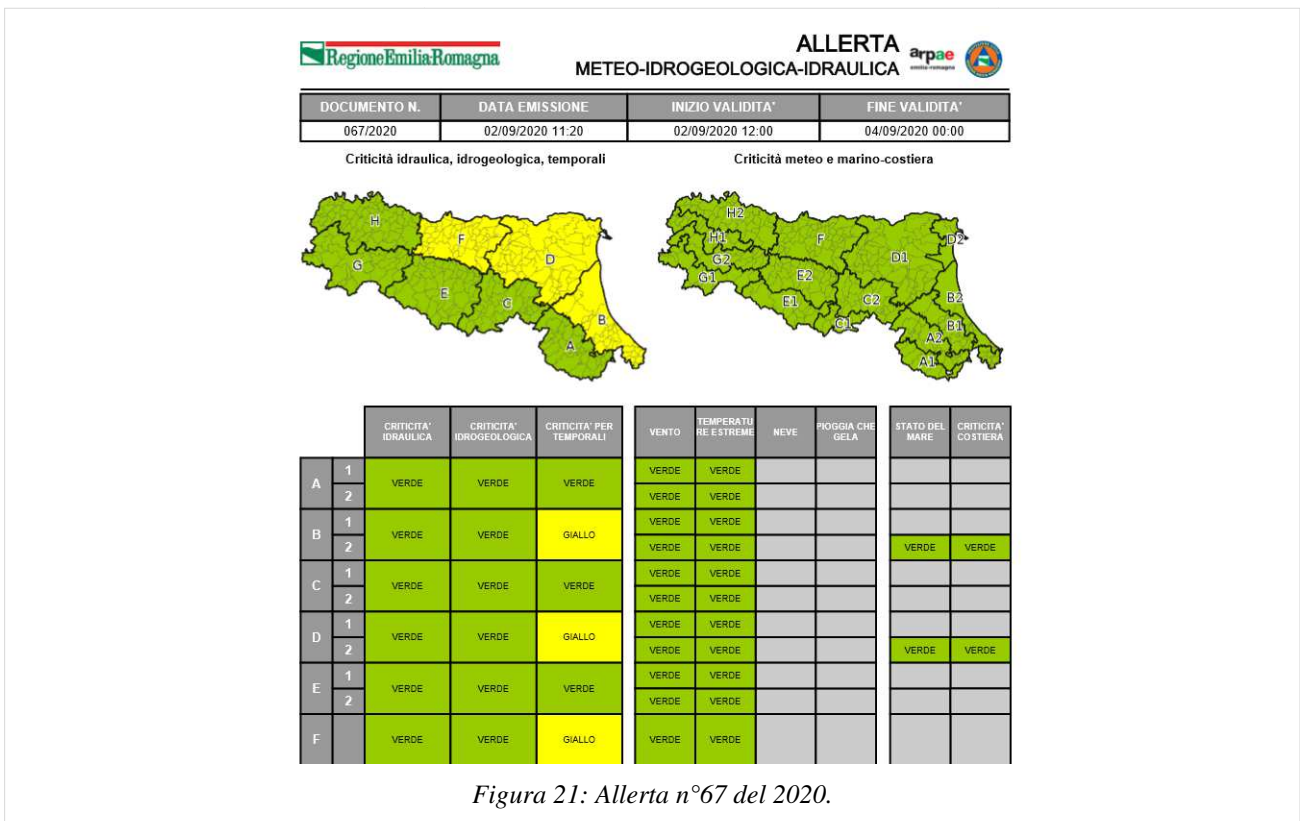 RegioneEmilia-Romagna
ALLERTA
METEO-IDROGEOLOGICA-IDRAULICA
arpae
emilia-romagna
DOCUMENTO N. DATA EMISSIONE INIZIO VALIDITA' FINE VALIDITA'
067/2020 02/09/2020 11:20 02/09/2020 12:00 04/09/2020 00:00
Criticità idraulica, idrogeologica, temporali
Criticità meteo e marino-costiera
H
F
G
D
E
C
B
A
H2
H1
F
D2
G2
D1
G1
E2
E1
C2
B2
C1
B1
A2
A1
CRITICITA' IDRAULICA
CRITICITA' IDROGEOLOGICA
CRITICITA' PER TEMPORALI
VENTO
TEMPERATU
RE ESTREME
NEVE
PIOGGIA CHE GELA
STATO DEL MARE
CRITICITA' COSTIERA
A VERDE VERDE VERDE
1 VERDE VERDE
2 VERDE VERDE
B VERDE VERDE GIALLO
1 VERDE VERDE
2 VERDE VERDE VERDE VERDE
C VERDE VERDE VERDE
1 VERDE VERDE
2 VERDE VERDE
D VERDE VERDE GIALLO
1 VERDE VERDE
2 VERDE VERDE VERDE VERDE
E VERDE VERDE VERDE
1 VERDE VERDE
2 VERDE VERDE
F VERDE VERDE GIALLO VERDE VERDE
Figura 21: Allerta n°67 del 2020.